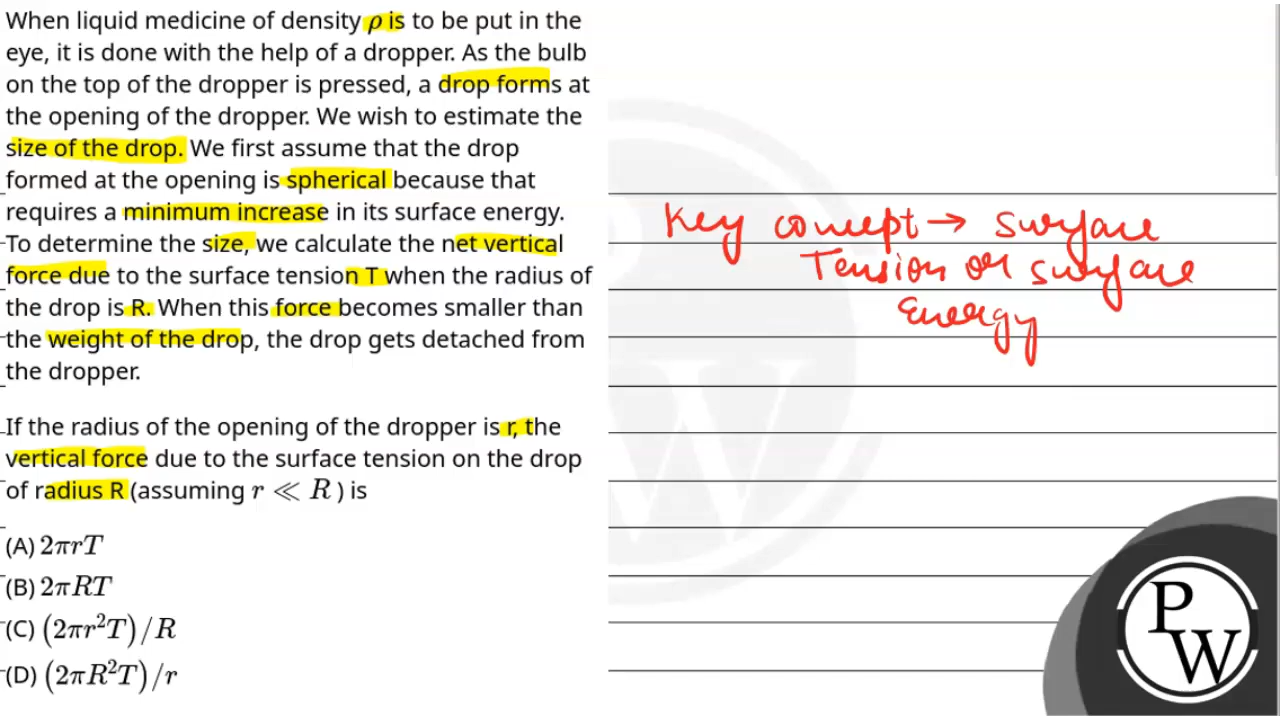 When liquid medicine of density ρ is to be put in the
eye, it is done with the help of a dropper. As the bulb
on the top of the dropper is pressed, a drop forms at
the opening of the dropper. We wish to estimate the
size of the drop. We first assume that the drop
formed at the opening is spherical because that
requires a minimum increase in its surface energy.
To determine the size, we calculate the net vertical
force due to the surface tension T when the radius of
the drop is R. When this force becomes smaller than
the weight of the drop, the drop gets detached from
the dropper.
If the radius of the opening of the dropper is r, the
vertical force due to the surface tension on the drop
of radius R (assuming r ≪ R ) is
(A) 2πrT
(B) 2πRT
(C) (2πr²T)/R
(D) (2πR²T)/r
Key concept → Surface
Tension or surface
Energy
P
W